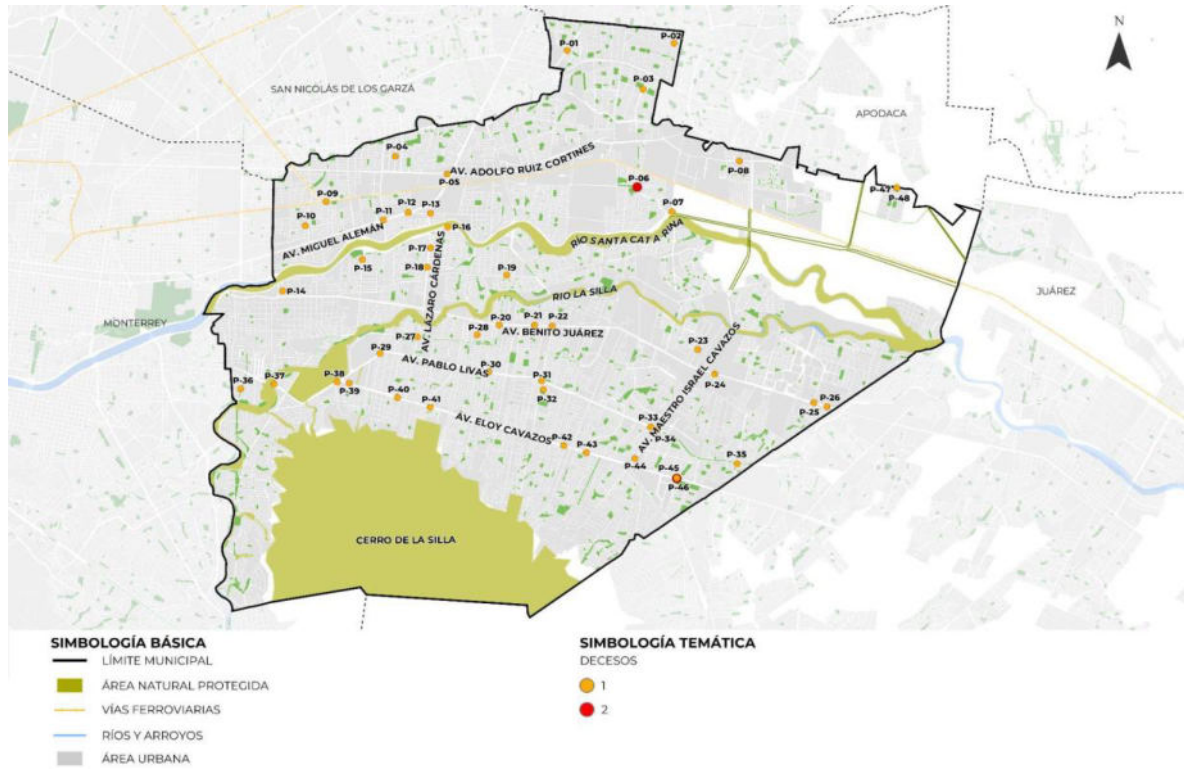 N
P-01
P-02
P-03
SAN NICOLÁS DE LOS GARZA
APODACA
P-04
AV. ADOLFO RUIZ CORTINES
P-05
P-06
P-08
P-47
P-48
P-09
P-10
P-11
P-12
P-13
P-07
AV. MIGUEL ALEMÁN
P-16
RÍO SANTA CATARINA
P-17
P-18
AV. LÁZARO CÁRDENAS
P-15
P-19
P-14
RIO LA SILLA
JUÁREZ
MONTERREY
P-20
P-21
P-22
P-28
AV. BENITO JUÁREZ
P-27
P-23
P-29
AV. PABLO LIVAS
P-30
P-24
AV. MAESTRO ISRAEL CAVAZOS
P-36
P-37
P-38
P-39
P-31
P-32
P-40
P-41
P-25
P-26
ÁV. ELOY CAVAZOS
P-33
P-34
P-42
P-43
P-44
P-35
P-45
P-46
CERRO DE LA SILLA
SIMBOLOGÍA BÁSICA
LÍMITE MUNICIPAL
ÁREA NATURAL PROTEGIDA
VÍAS FERROVIARIAS
RÍOS Y ARROYOS
ÁREA URBANA
SIMBOLOGÍA TEMÁTICA
DECESOS
1
2